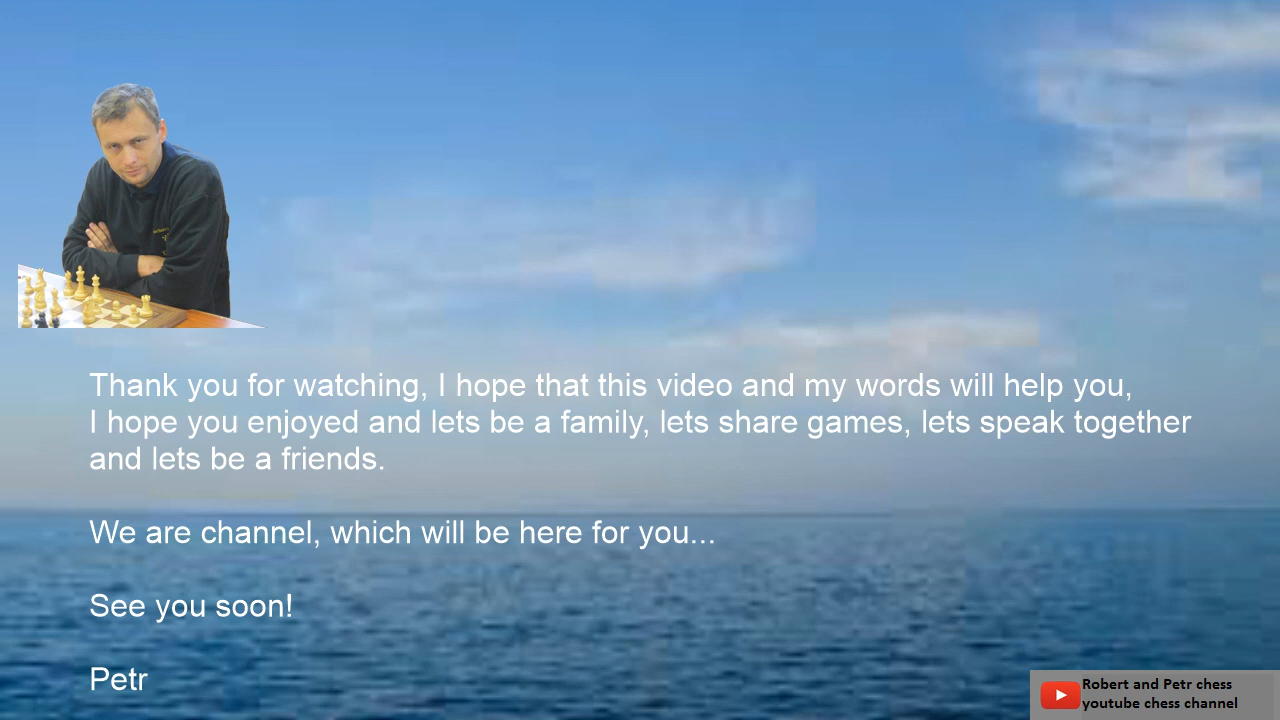 Thank you for watching, I hope that this video and my words will help you,
I hope you enjoyed and lets be a family, lets share games, lets speak together
and lets be a friends.
We are channel, which will be here for you...
See you soon!
Petr
Robert and Petr chess
youtube chess channel